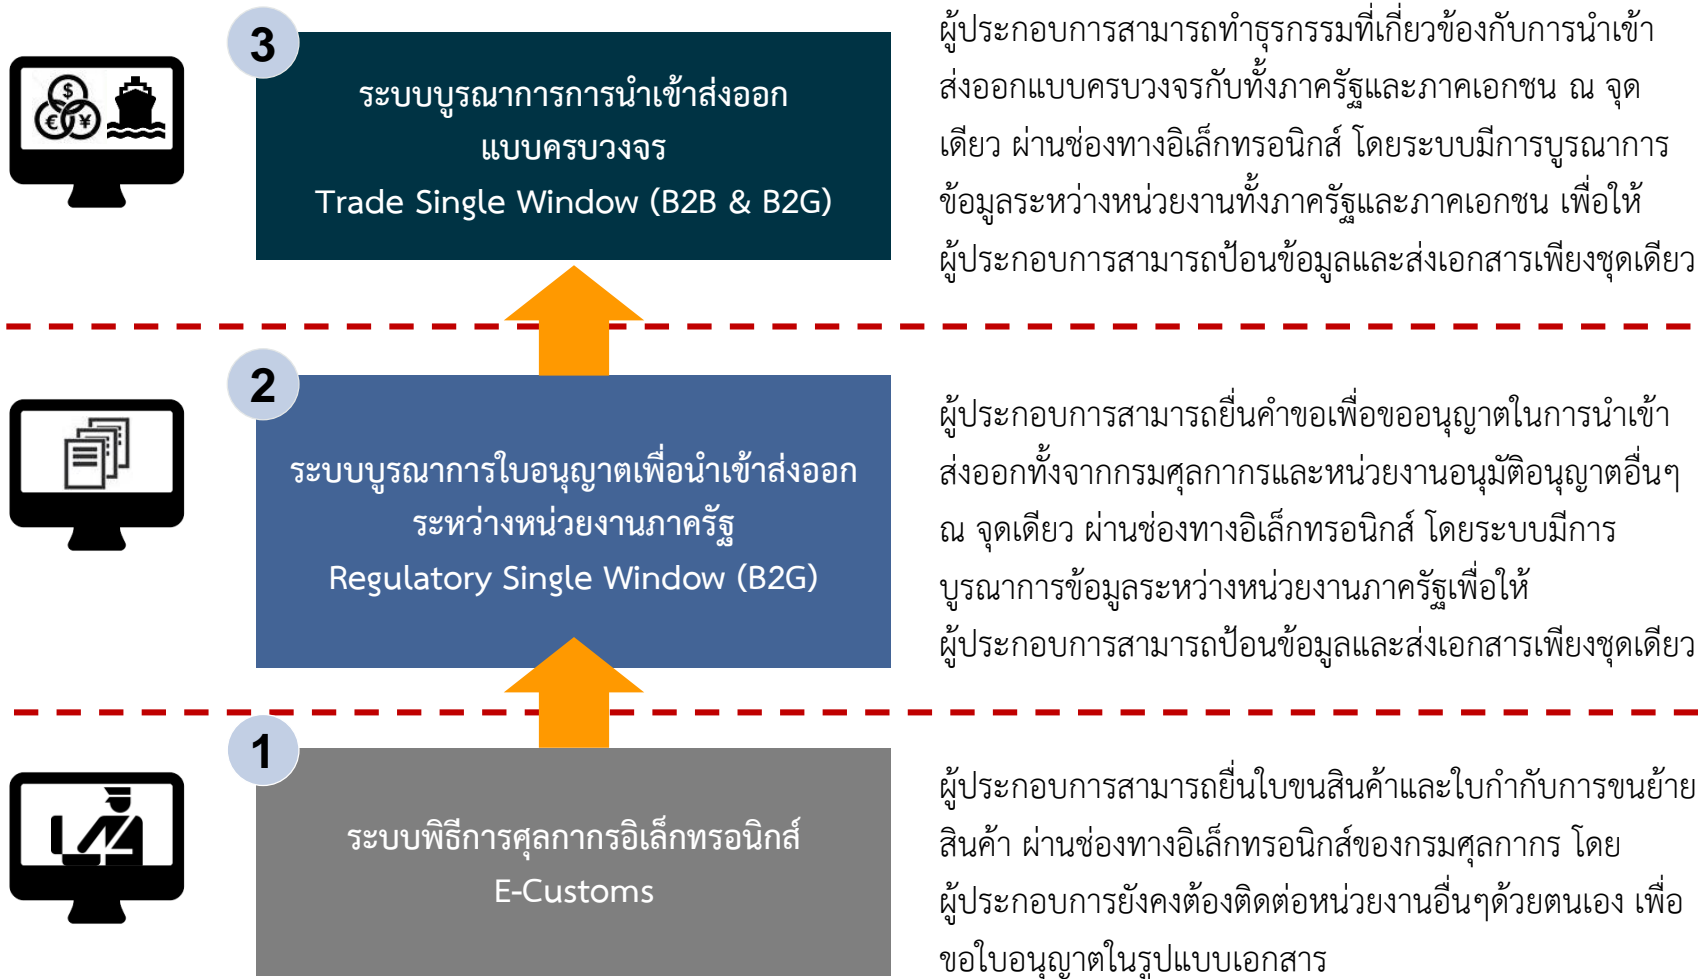 3
ระบบบูรณาการการนำเข้าส่งออก
แบบครบวงจร
Trade Single Window (B2B & B2G)
ผู้ประกอบการสามารถทำธุรกรรมที่เกี่ยวข้องกับการนำเข้า
ส่งออกแบบครบวงจรกับทั้งภาครัฐและภาคเอกชน ณ จุด
เดียว ผ่านช่องทางอิเล็กทรอนิกส์ โดยระบบมีการบูรณาการ
ข้อมูลระหว่างหน่วยงานทั้งภาครัฐและภาคเอกชน เพื่อให้
ผู้ประกอบการสามารถป้อนข้อมูลและส่งเอกสารเพียงชุดเดียว
$
€ ¥
2
ระบบบูรณาการใบอนุญาตเพื่อนำเข้าส่งออก
ระหว่างหน่วยงานภาครัฐ
Regulatory Single Window (B2G)
ผู้ประกอบการสามารถยื่นคำขอเพื่อขออนุญาตในการนำเข้า
ส่งออกทั้งจากกรมศุลกากรและหน่วยงานอนุมัติอนุญาตอื่นๆ
ณ จุดเดียว ผ่านช่องทางอิเล็กทรอนิกส์ โดยระบบมีการ
บูรณาการข้อมูลระหว่างหน่วยงานภาครัฐเพื่อให้
ผู้ประกอบการสามารถป้อนข้อมูลและส่งเอกสารเพียงชุดเดียว
1
ระบบพิธีการศุลกากรอิเล็กทรอนิกส์
E-Customs
ผู้ประกอบการสามารถยื่นใบขนสินค้าและใบกำกับการขนย้าย
สินค้า ผ่านช่องทางอิเล็กทรอนิกส์ของกรมศุลกากร โดย
ผู้ประกอบการยังคงต้องติดต่อหน่วยงานอื่นๆด้วยตนเอง เพื่อ
ขอใบอนุญาตในรูปแบบเอกสาร